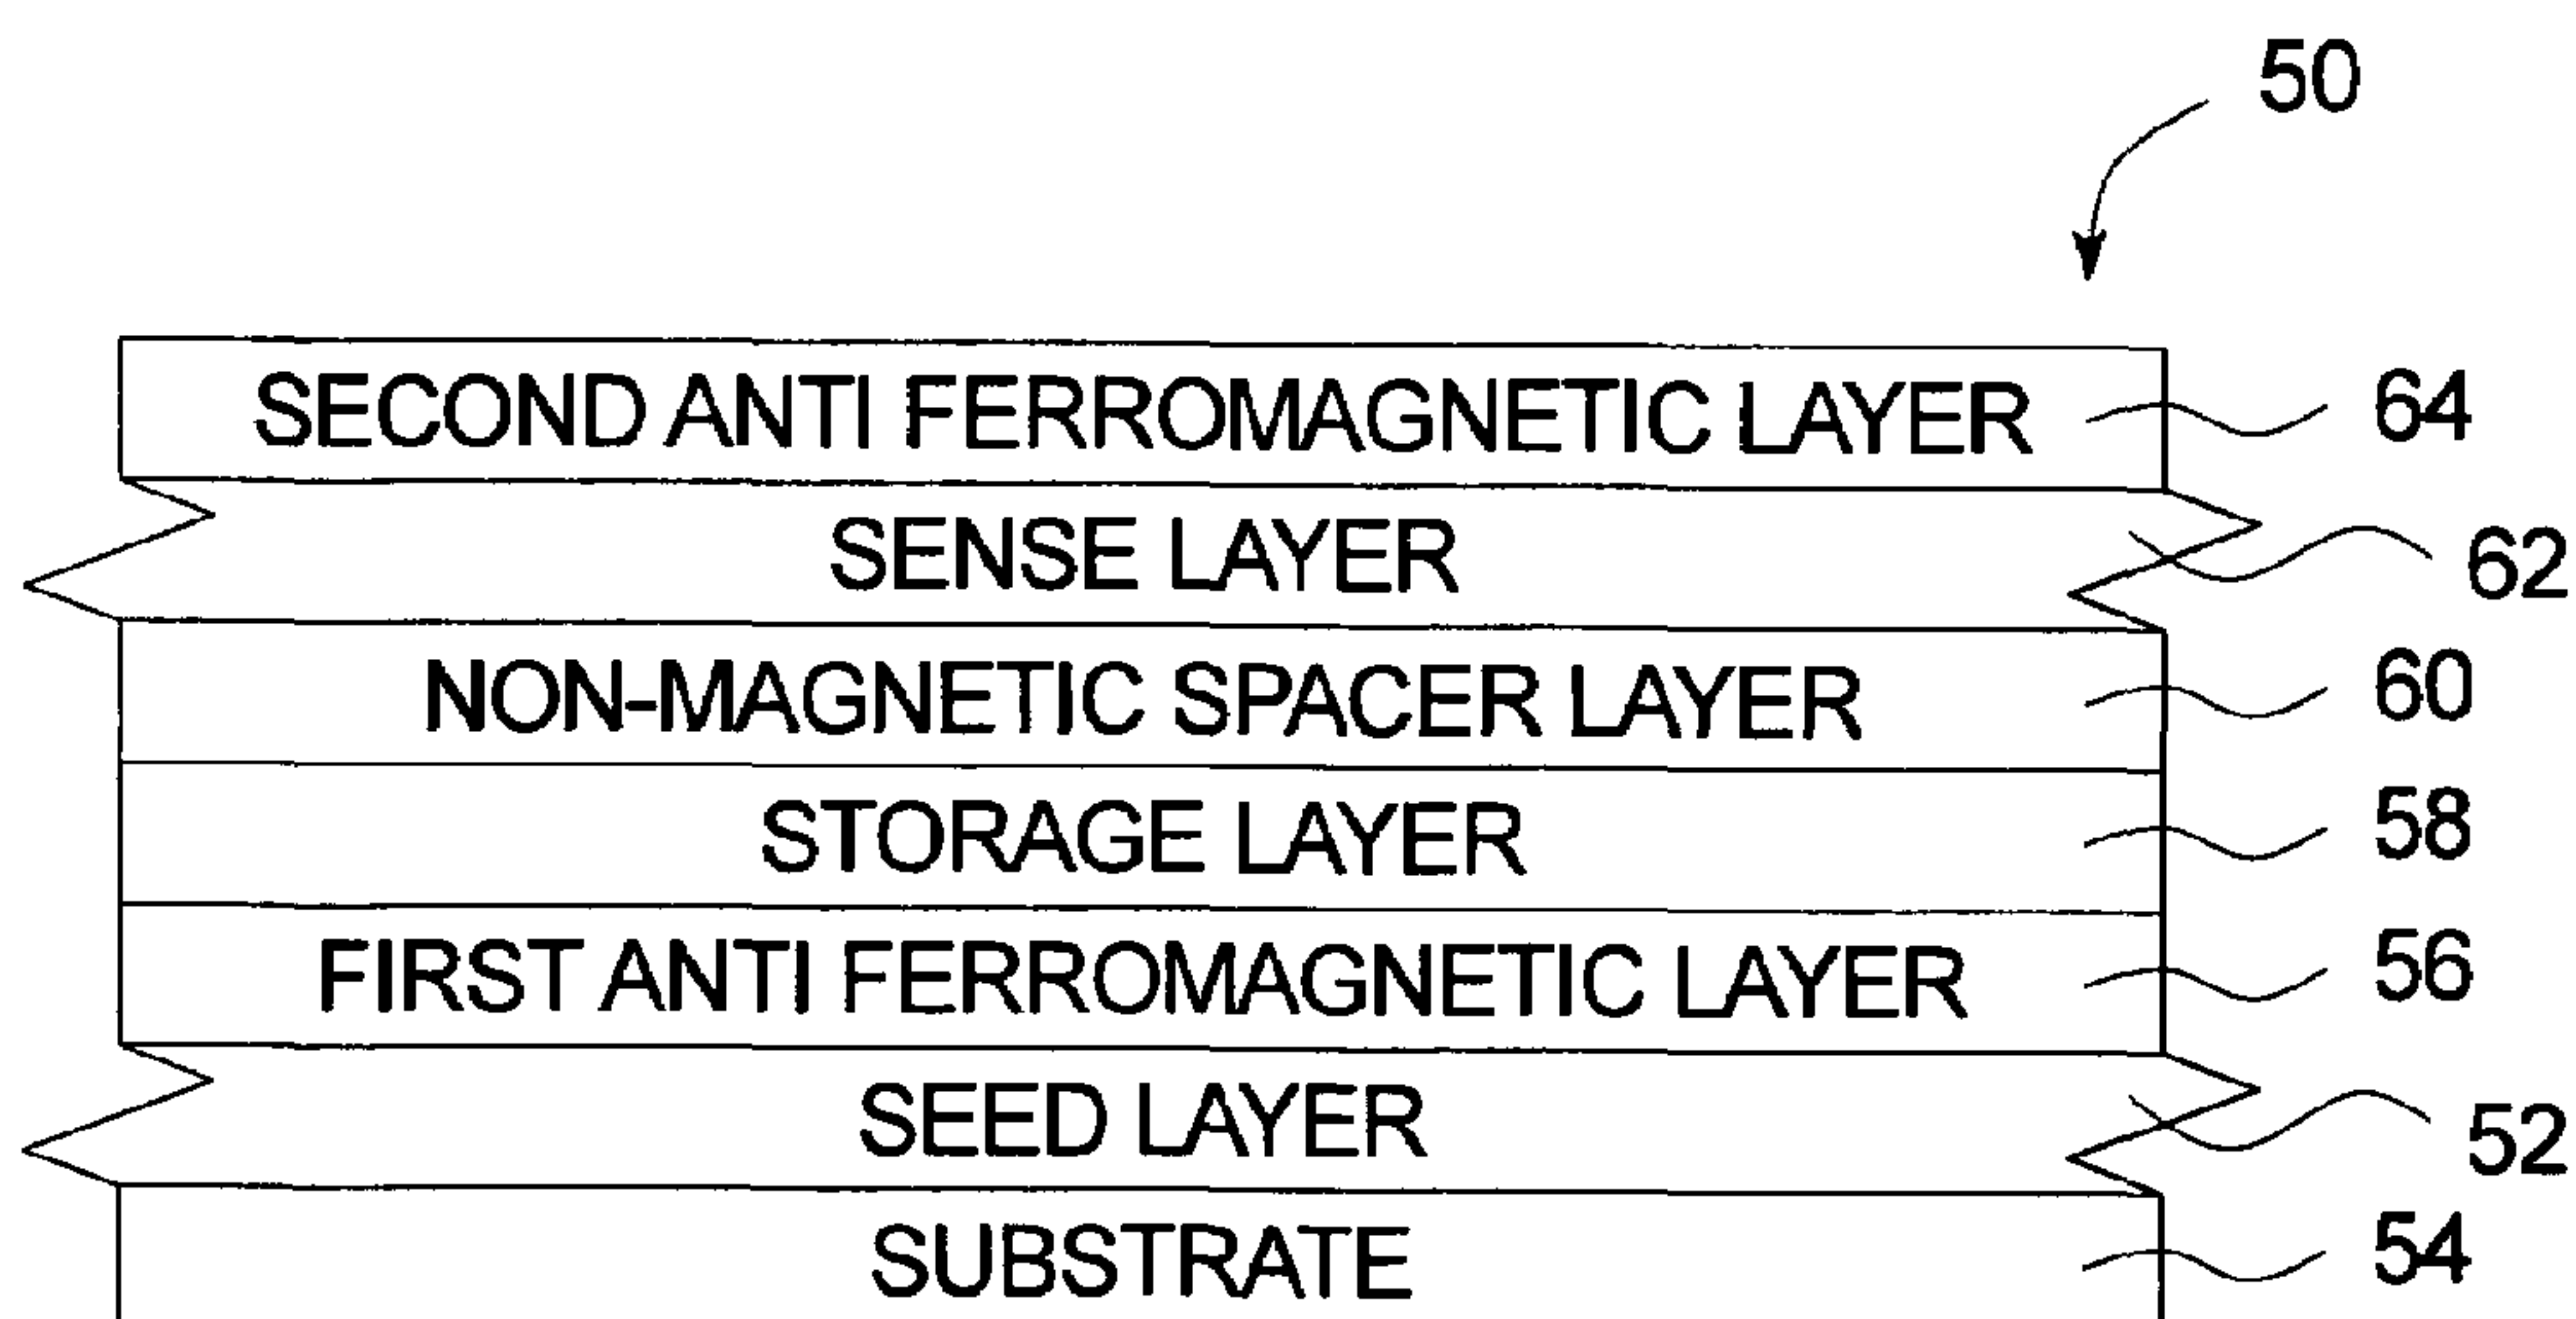 50
SECOND ANTI FERROMAGNETIC LAYER 64
SENSE LAYER 62
NON-MAGNETIC SPACER LAYER 60
STORAGE LAYER 58
FIRST ANTI FERROMAGNETIC LAYER 56
SEED LAYER 52
SUBSTRATE 54